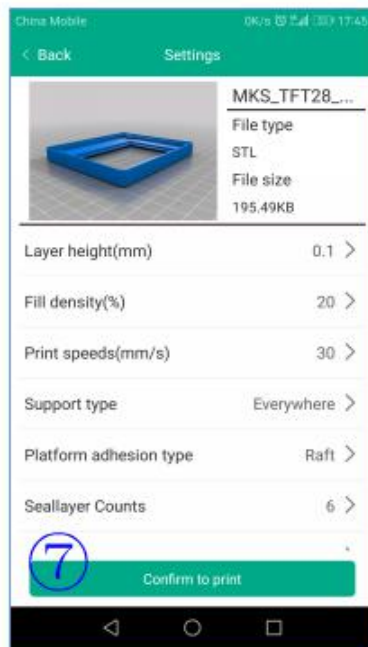 China Mobile 0K/s 17:45
< Back Settings
MKS_TFT28_...
File type
STL
File size
195.49KB
Layer height(mm) 0.1 >
Fill density(%) 20 >
Print speeds(mm/s) 30 >
Support type Everywhere >
Platform adhesion type Raft >
Seallayer Counts 6 >
7
Confirm to print